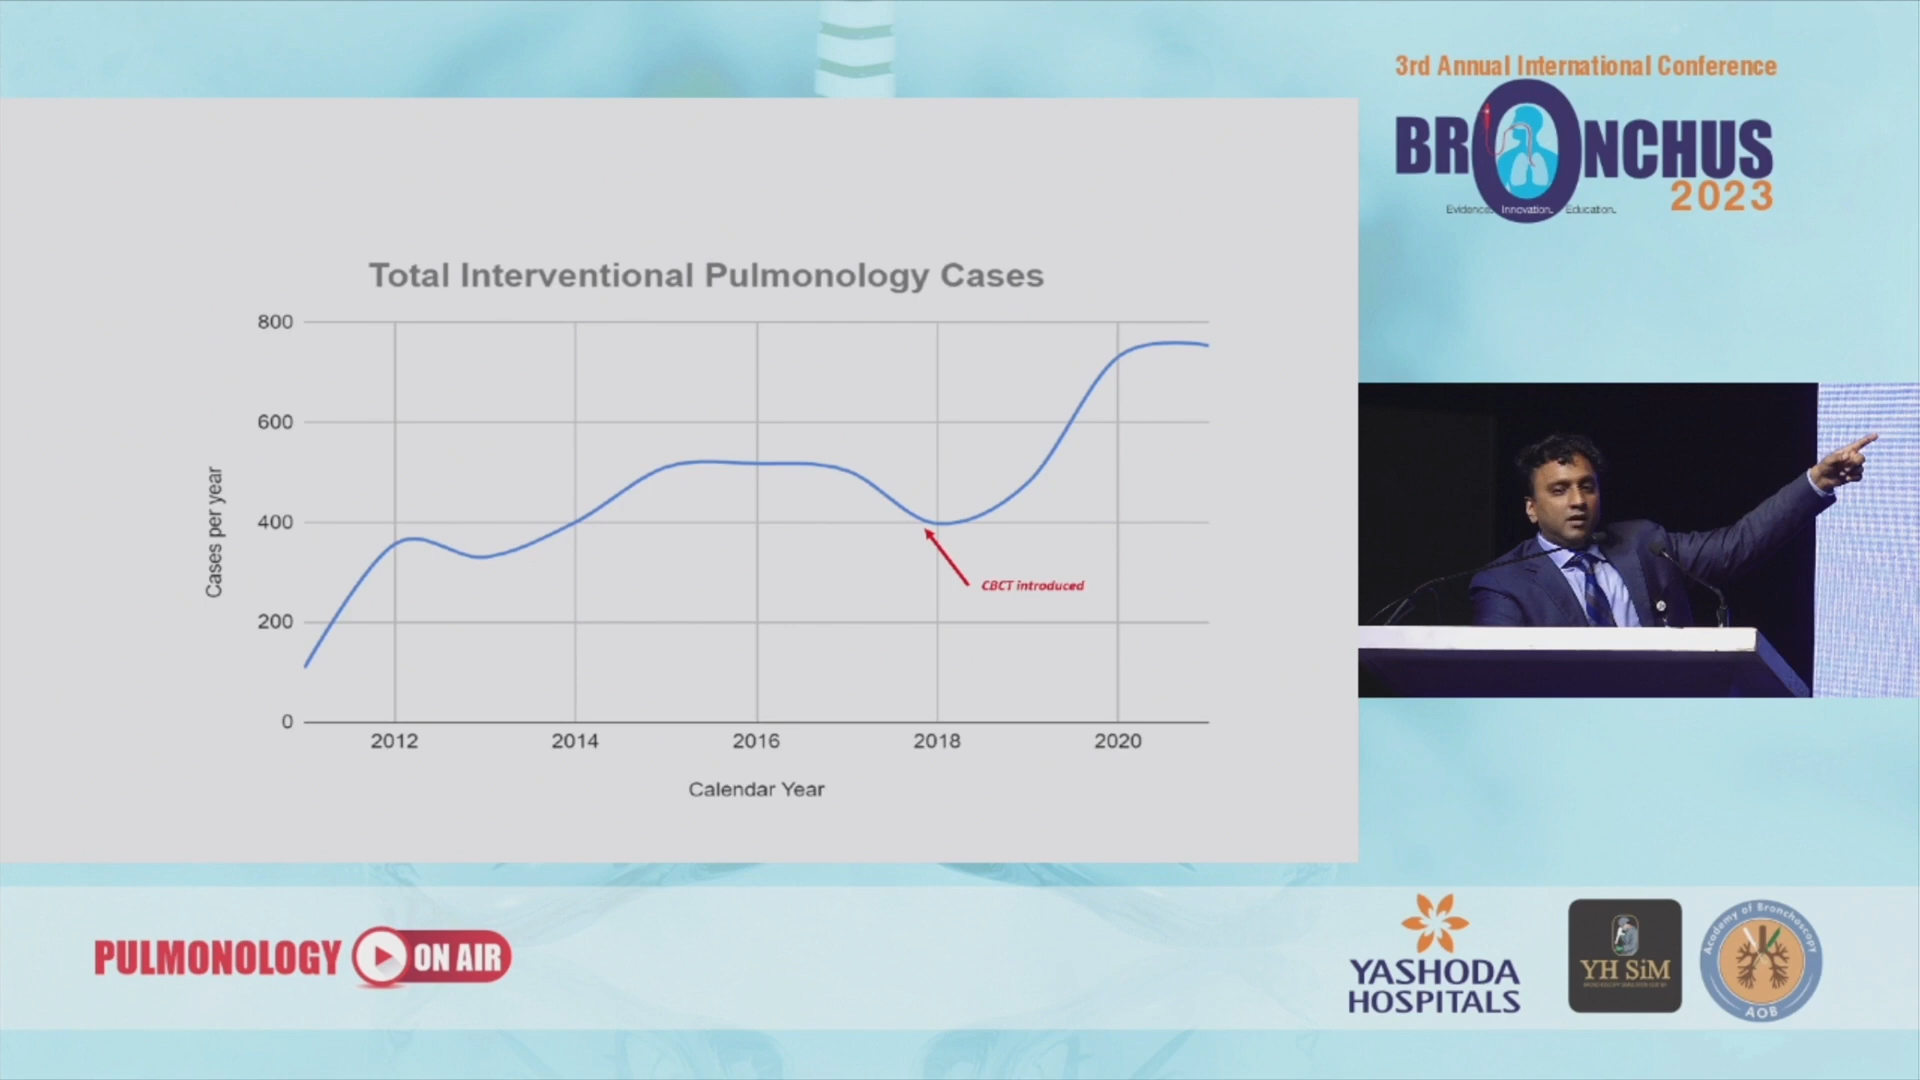 3rd Annual International Conference
BRONCHUS
2023
Evidence. Innovation. Education.
Total Interventional Pulmonology Cases
800
600
400
200
0
Cases per year
CBCT introduced
2012
2014
2016
2018
2020
Calendar Year
PULMONOLOGY ON AIR
YASHODA
HOSPITALS
YH SiM
Academy of Bronchoscopy
AOB